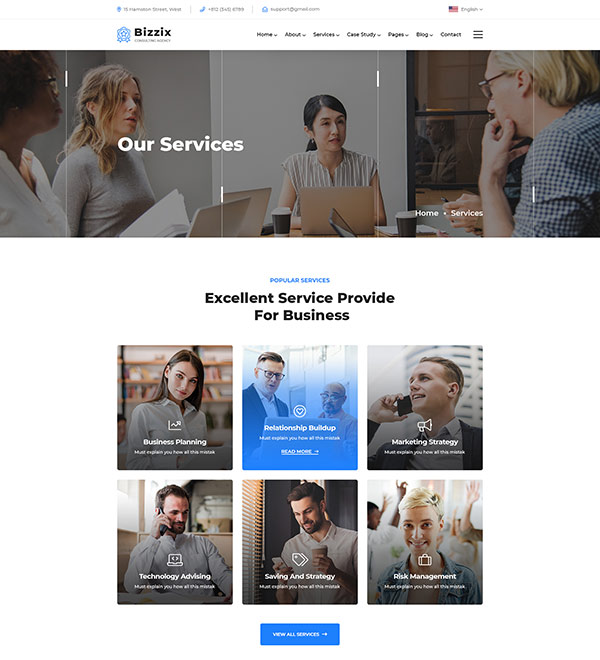 15 Hamston Street, West +812 (345) 6789 support@gmail.com English
Bizzix
CONSULTING AGENCY
Home About Services Case Study Pages Blog Contact
Our Services
Home • Services
POPULAR SERVICES
Excellent Service Provide
For Business
Business Planning
Must explain you how all this mistak
Relationship Buildup
Must explain you how all this mistak
READ MORE →
Marketing Strategy
Must explain you how all this mistak
Technology Advising
Must explain you how all this mistak
Saving And Strategy
Must explain you how all this mistak
Risk Management
Must explain you how all this mistak
VIEW ALL SERVICES →